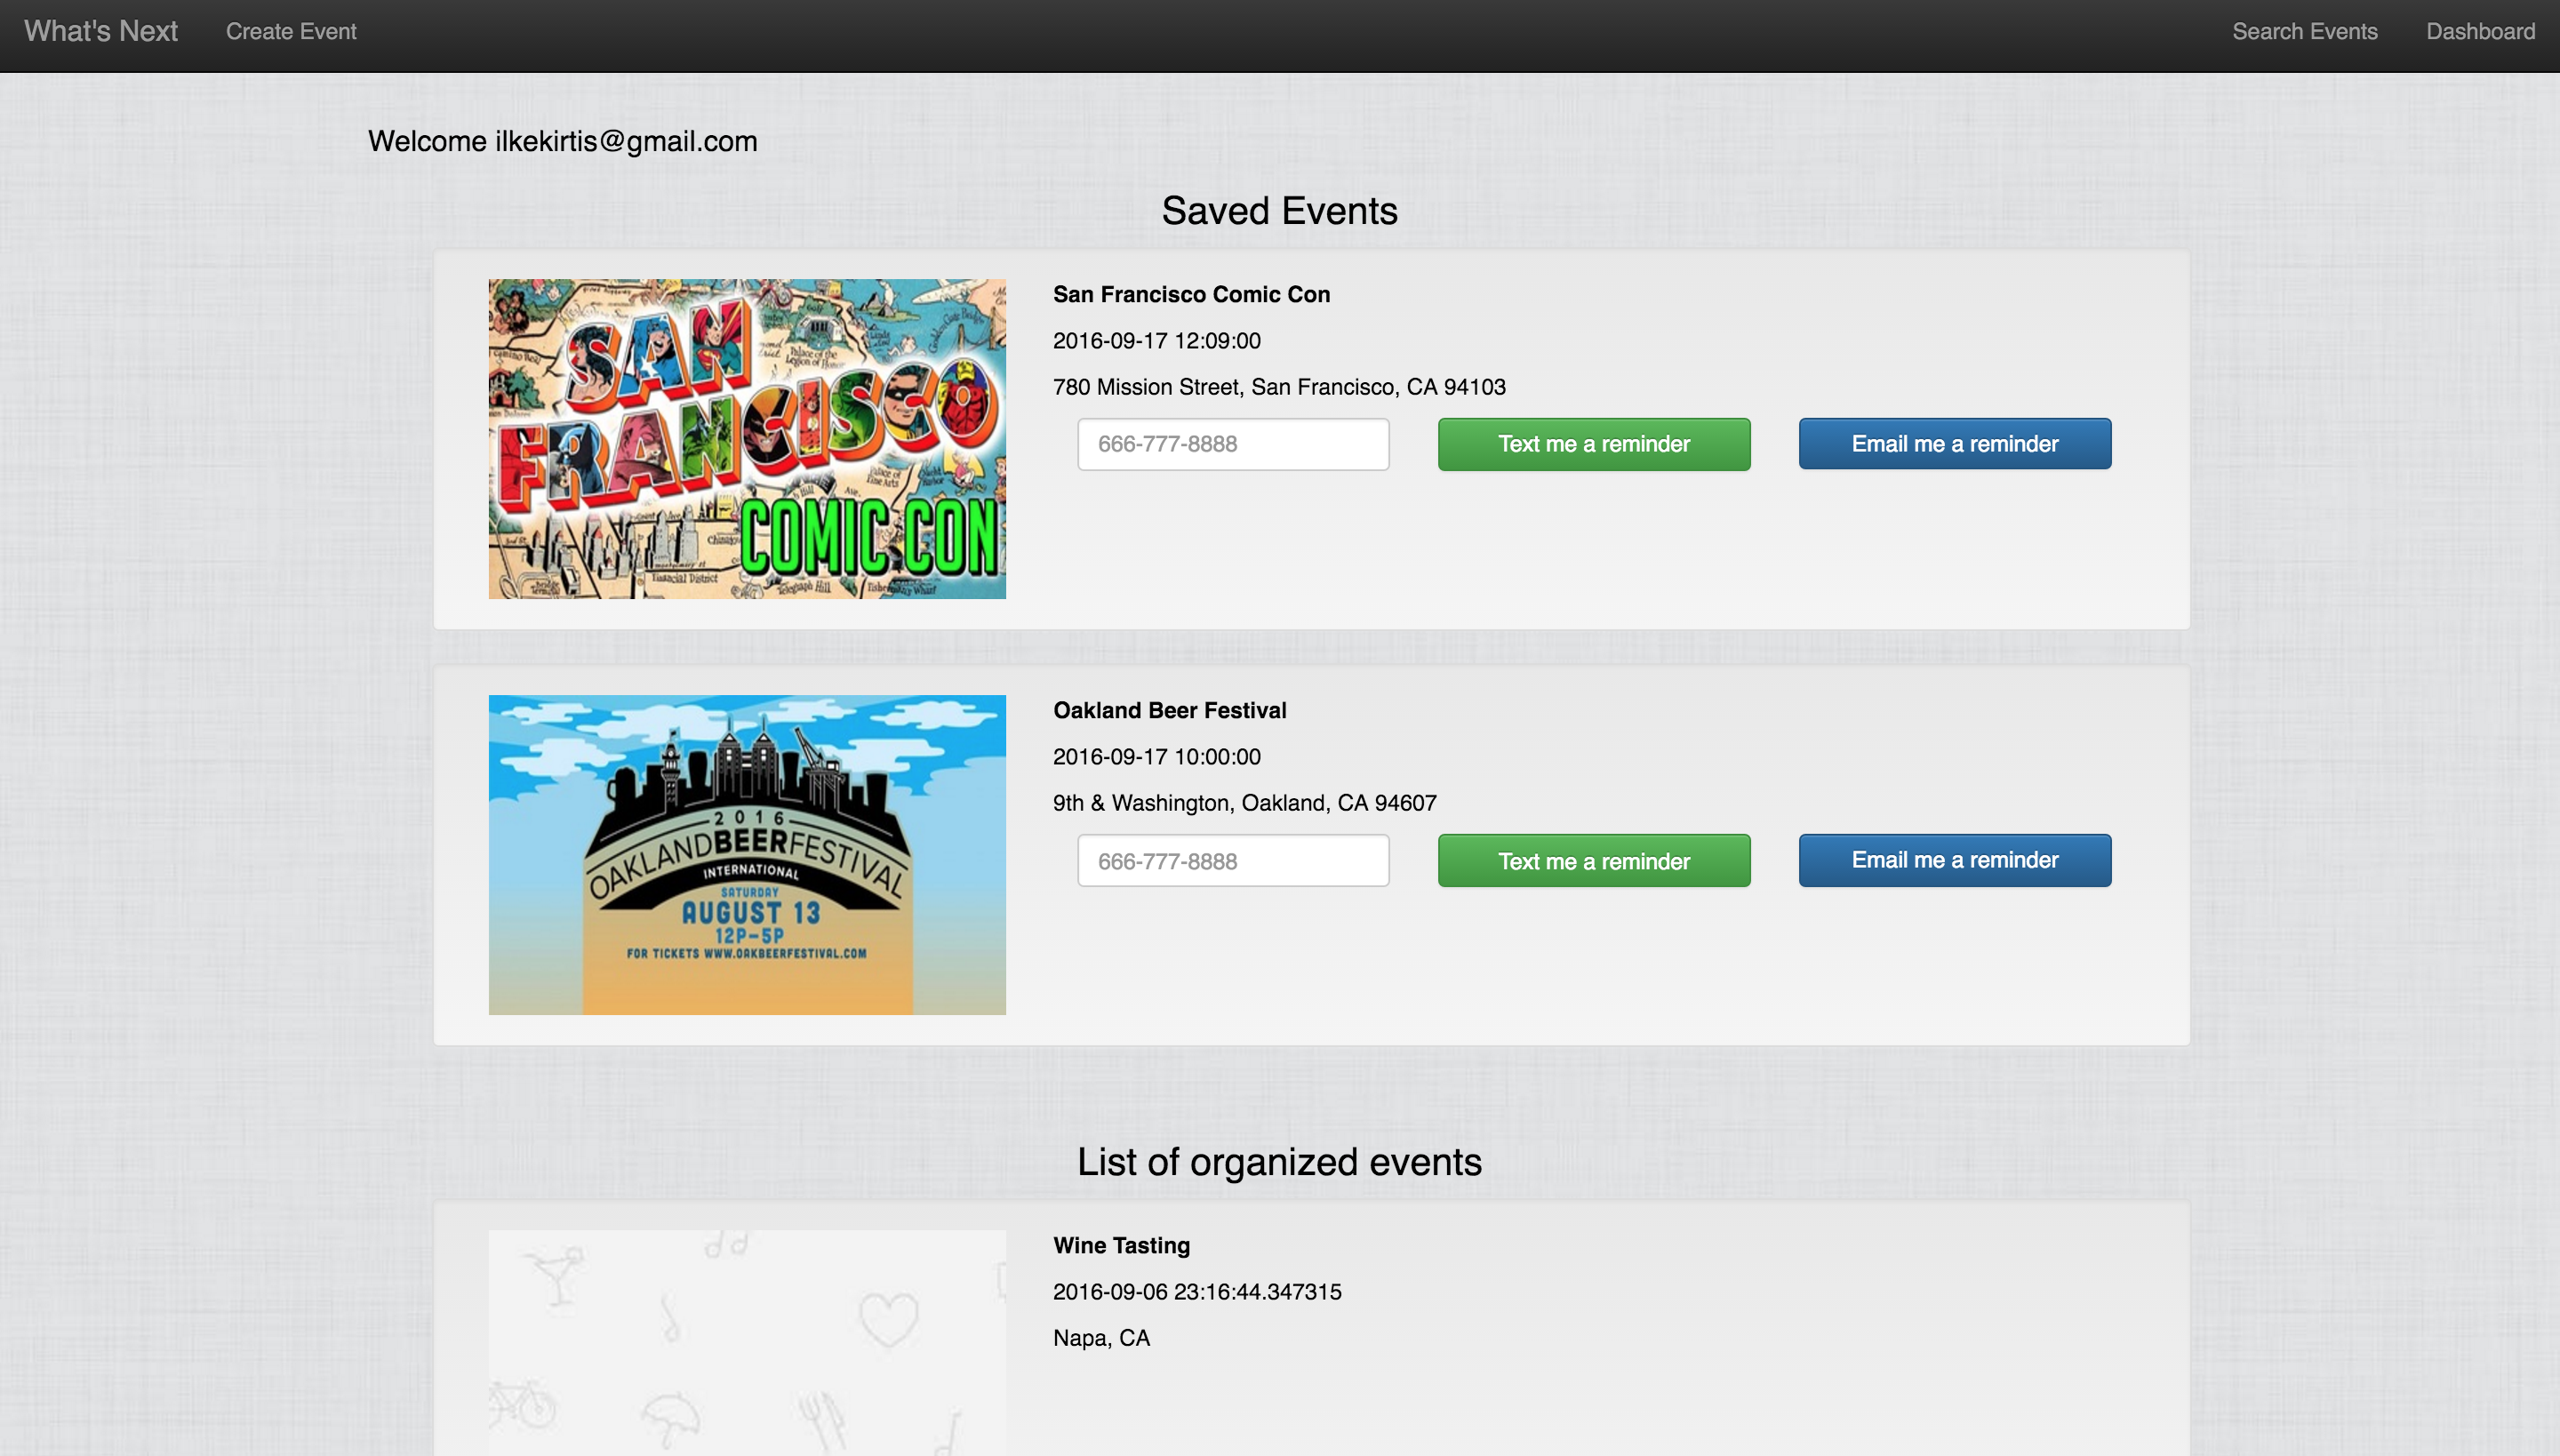 What's Next
Create Event
Search Events
Dashboard
Welcome ilkekirtis@gmail.com
Saved Events
SAN
FRANCISCO
COMIC CON
Financial District
Telegraph Hill
San Francisco Comic Con
2016-09-17 12:09:00
780 Mission Street, San Francisco, CA 94103
666-777-8888
Text me a reminder
Email me a reminder
2016
OAKLANDBEERFESTIVAL
INTERNATIONAL
SATURDAY
AUGUST 13
12P-5P
FOR TICKETS WWW.OAKBEERFESTIVAL.COM
Oakland Beer Festival
2016-09-17 10:00:00
9th & Washington, Oakland, CA 94607
666-777-8888
Text me a reminder
Email me a reminder
List of organized events
Wine Tasting
2016-09-06 23:16:44.347315
Napa, CA